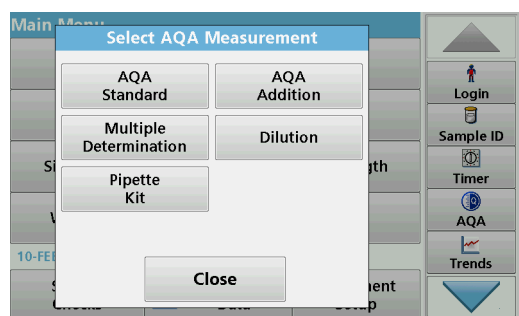 Main Menu
Select AQA Measurement
AQA
Standard
AQA
Addition
Multiple
Determination
Dilution
Pipette
Kit
Close
10-FEB
Login
Sample ID
Timer
AQA
Trends